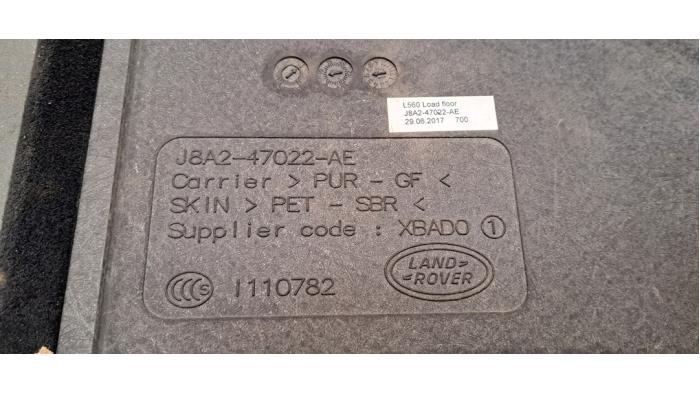 L560 Load floor
J8A2-47022-AE
29.06.2017 700
J8A2-47022-AE
Carrier > PUR - GF <
SKIN > PET - SBR <
Supplier code : XBAD0 1
CCC S I110782
LAND ROVER